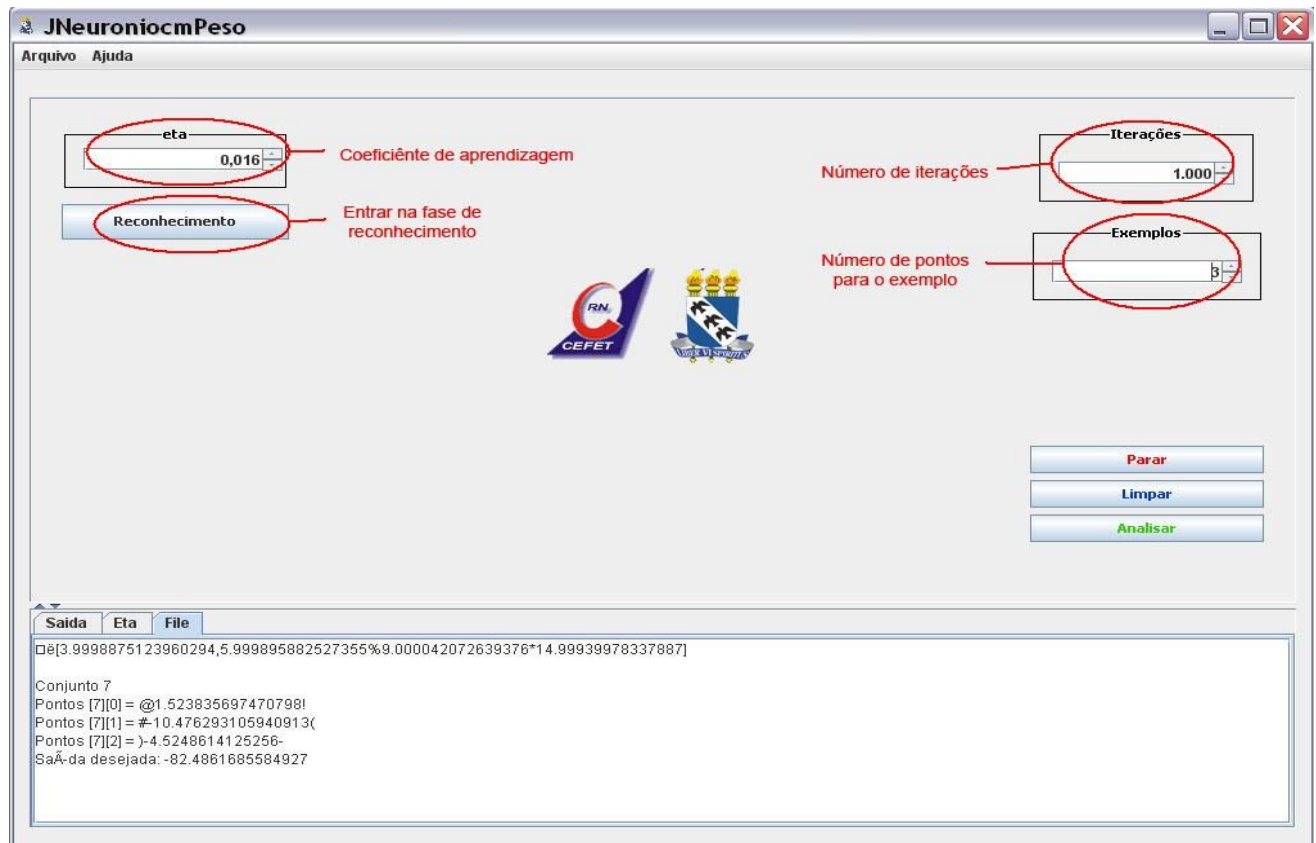 JNeuroniocmPeso
Arquivo Ajuda
eta
0,016
Coeficiênte de aprendizagem
Reconhecimento
Entrar na fase de
reconhecimento
Iterações
1.000
Número de iterações
Exemplos
3
Número de pontos
para o exemplo
RN
CEFET
Parar
Limpar
Analisar
Saida Eta File
□ë[3.9998875123960294,5.999895882527355%9.000042072639376*14.99939978337887]
Conjunto 7
Pontos [7][0] = @1.523835697470798!
Pontos [7][1] = #-10.476293105940913(
Pontos [7][2] = )-4.5248614125256-
SaÃ-da desejada: -82.4861685584927